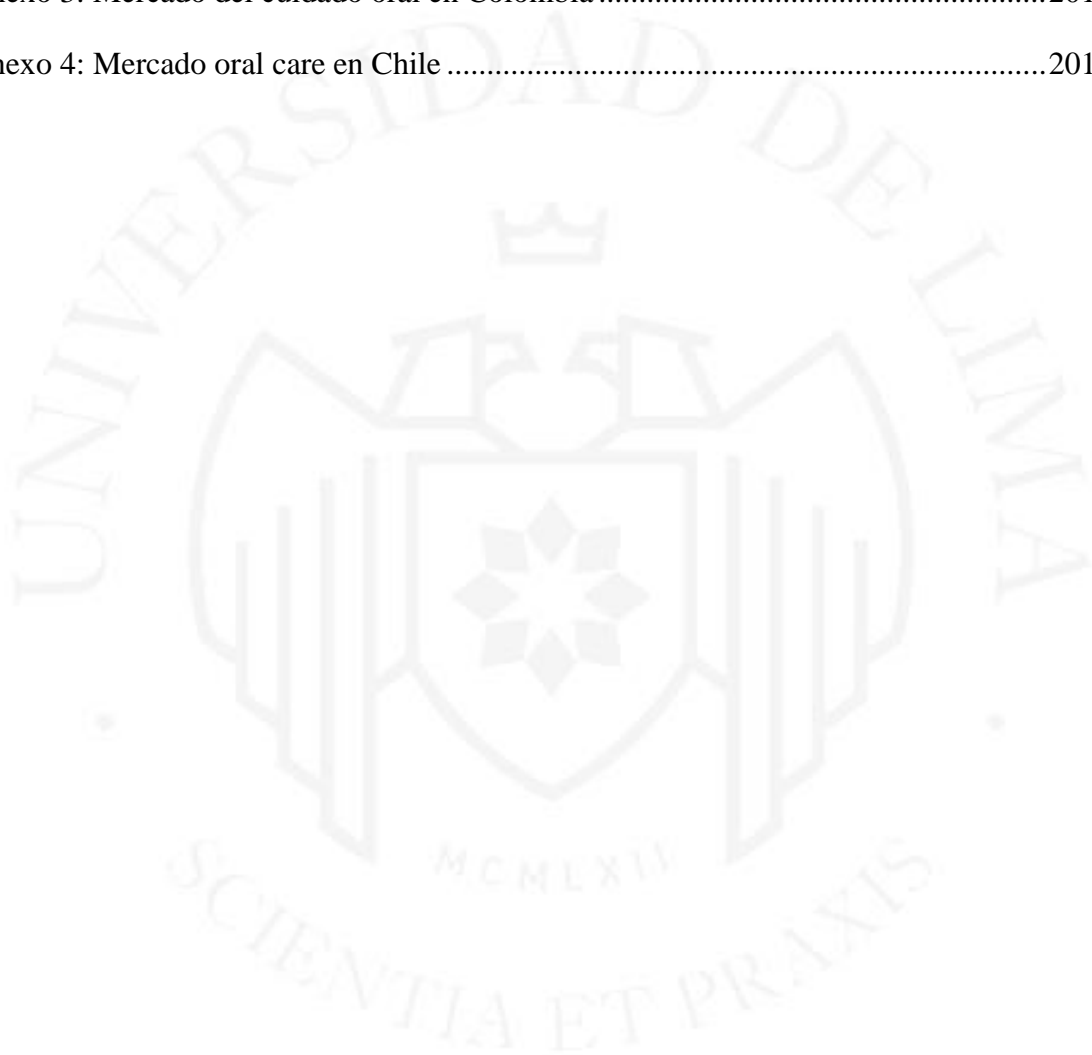 nexo 3: Mercado del cuidado oral en Colombia ........................................................... 201
nexo 4: Mercado oral care en Chile ............................................................................... 201
UNIVERSIDAD DE LIMA
MCMLXII
SCIENTIA ET PRAXIS